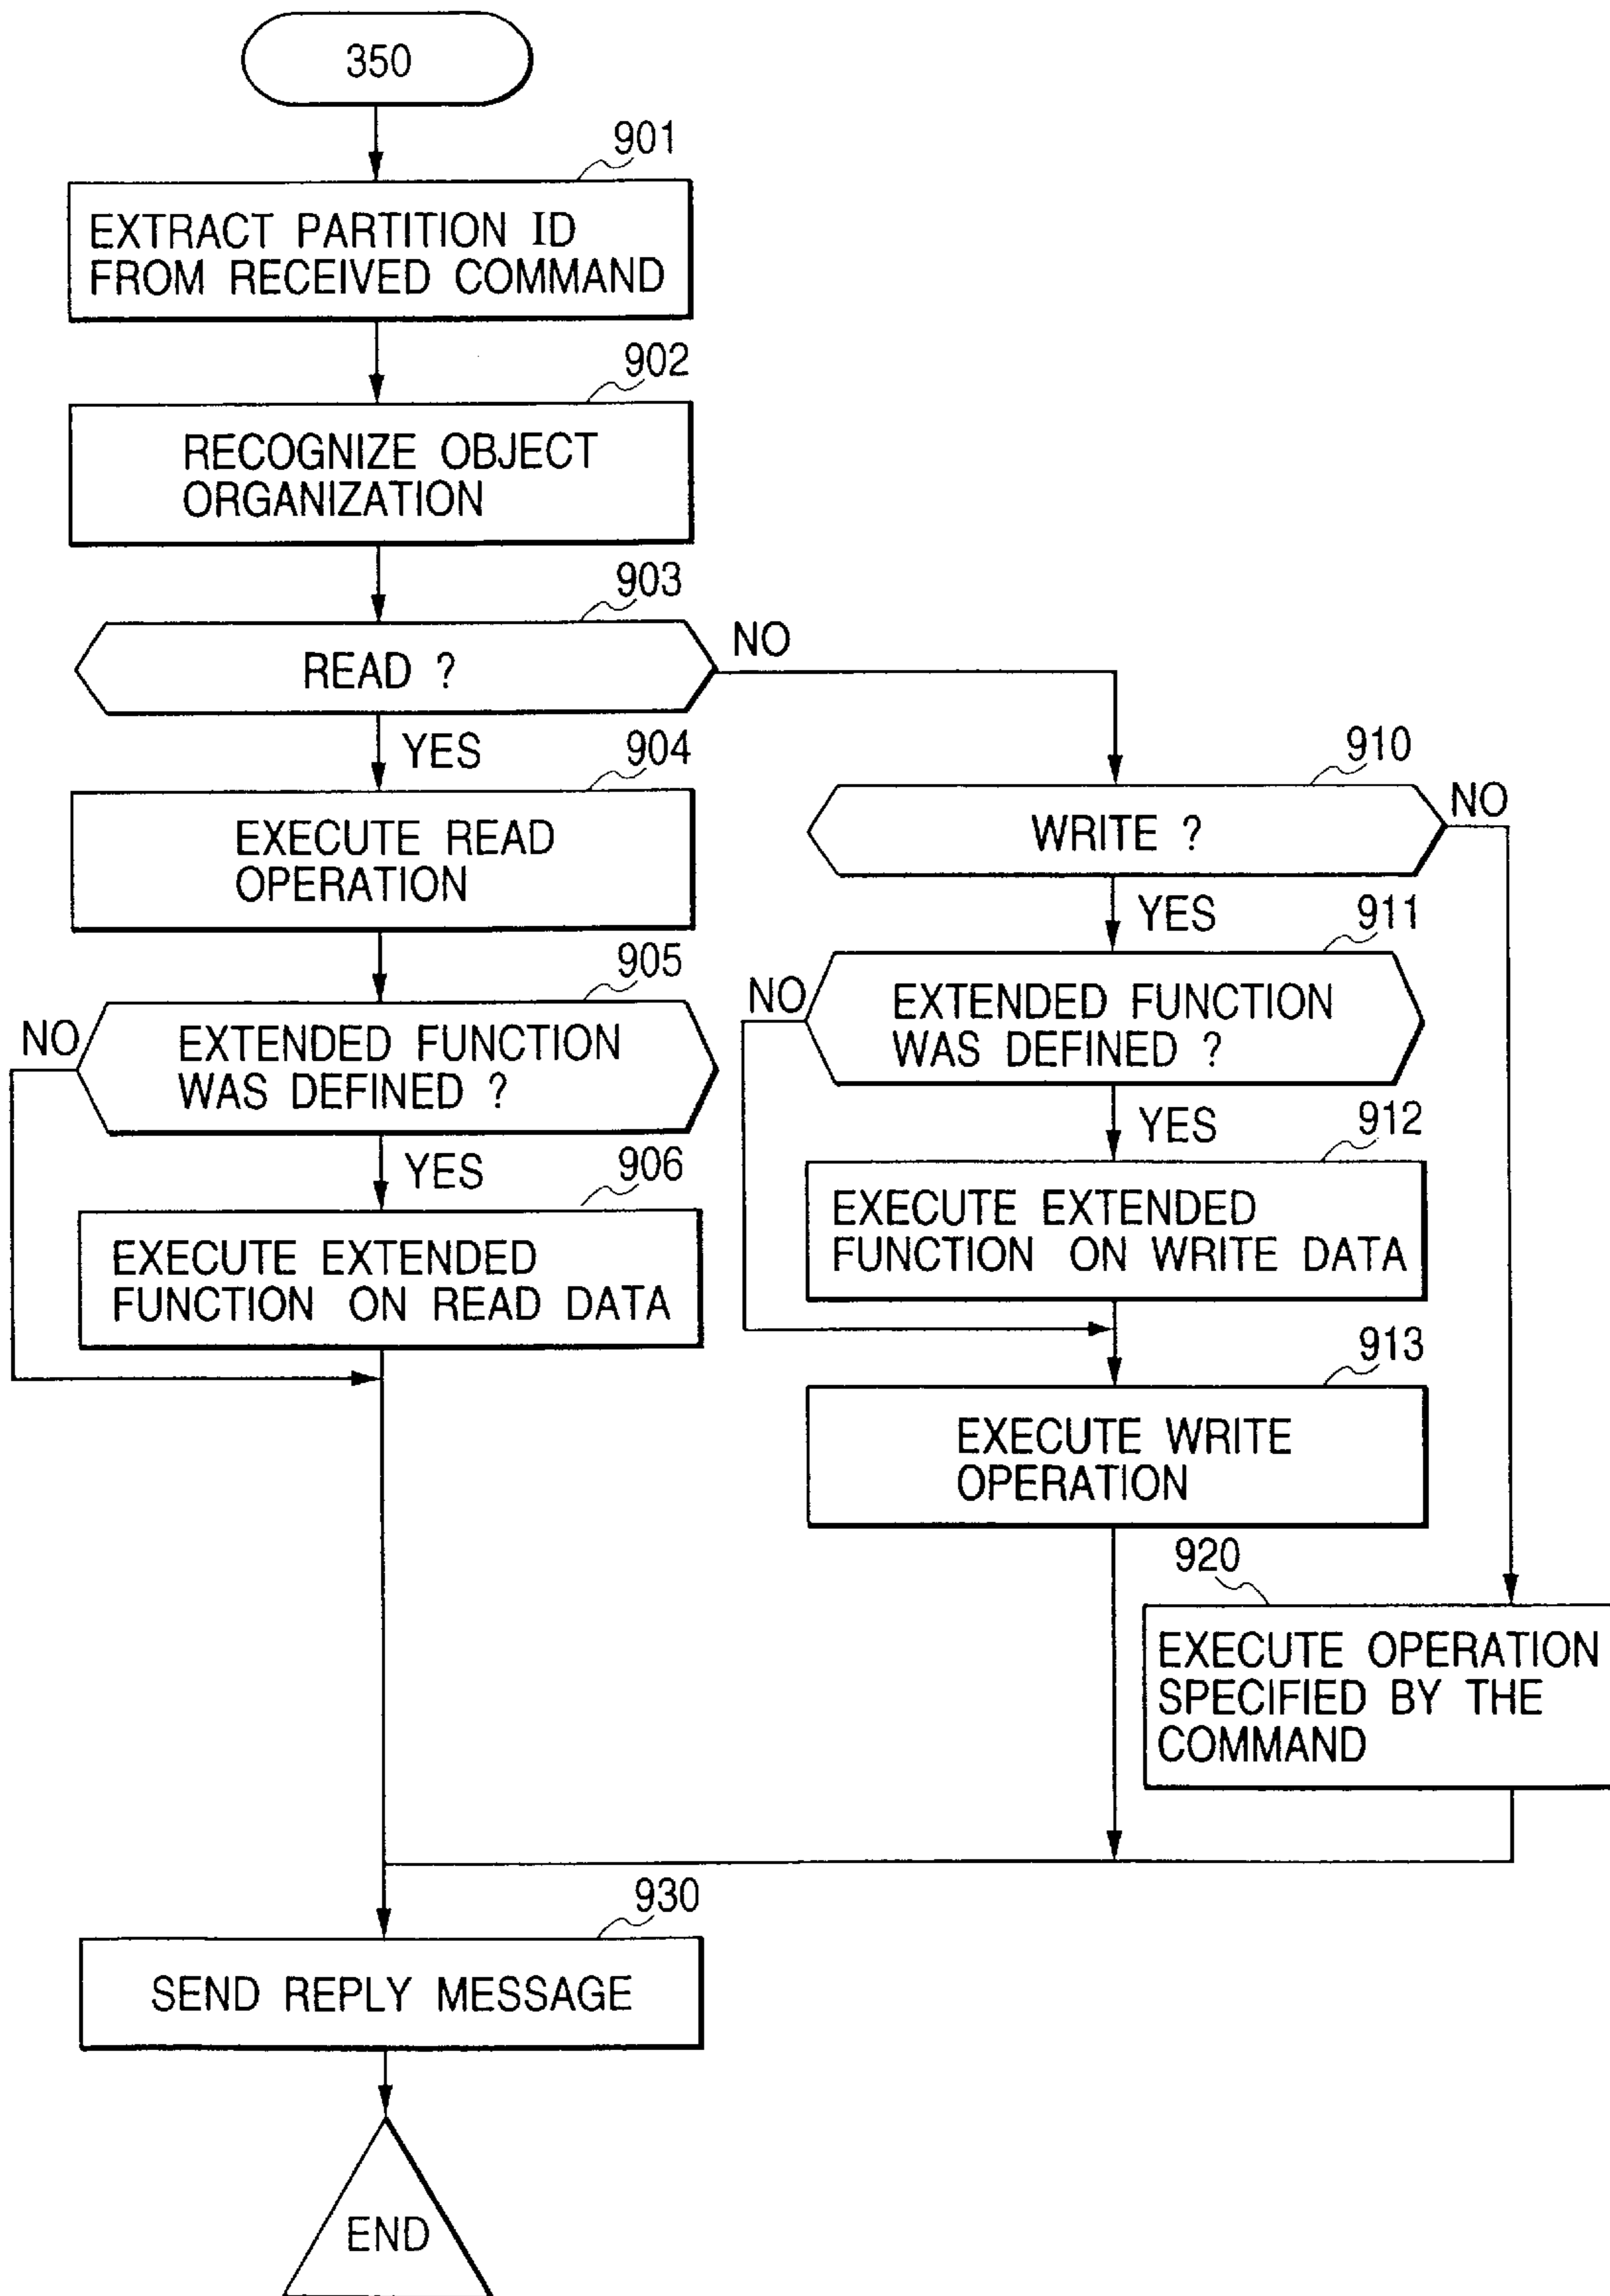 350
901
EXTRACT PARTITION ID
FROM RECEIVED COMMAND
902
RECOGNIZE OBJECT
ORGANIZATION
903
READ ?
NO
YES
904
EXECUTE READ
OPERATION
905
NO
EXTENDED FUNCTION
WAS DEFINED ?
YES
906
EXECUTE EXTENDED
FUNCTION ON READ DATA
910
WRITE ?
NO
YES
911
NO
EXTENDED FUNCTION
WAS DEFINED ?
YES
912
EXECUTE EXTENDED
FUNCTION ON WRITE DATA
913
EXECUTE WRITE
OPERATION
920
EXECUTE OPERATION
SPECIFIED BY THE
COMMAND
930
SEND REPLY MESSAGE
END